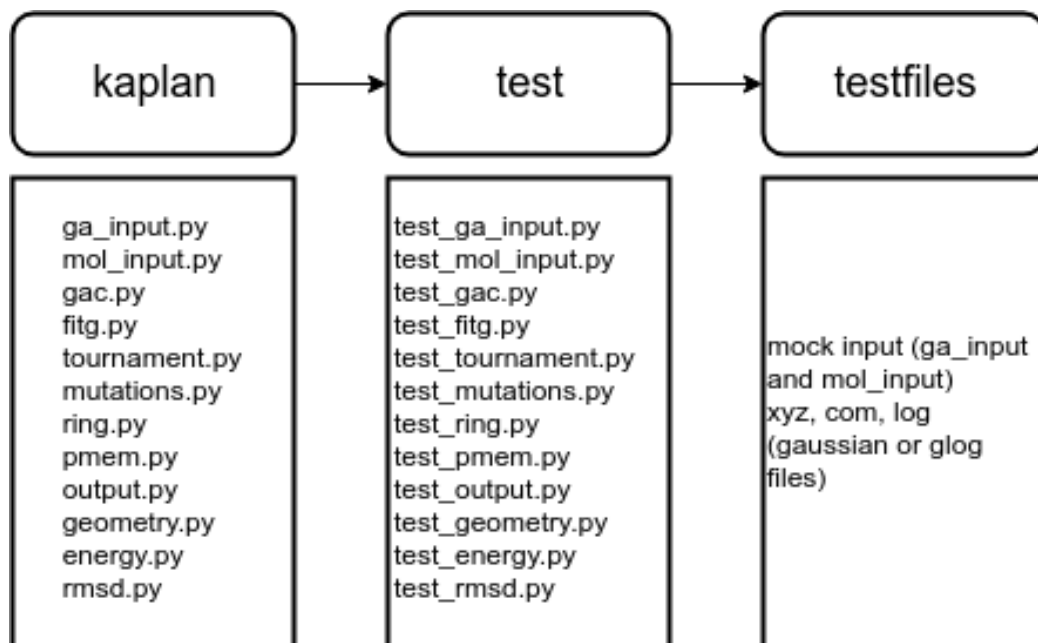 kaplan
test
testfiles
ga_input.py
mol_input.py
gac.py
fitg.py
tournament.py
mutations.py
ring.py
pmem.py
output.py
geometry.py
energy.py
rmsd.py
test_ga_input.py
test_mol_input.py
test_gac.py
test_fitg.py
test_tournament.py
test_mutations.py
test_ring.py
test_pmem.py
test_output.py
test_geometry.py
test_energy.py
test_rmsd.py
mock input (ga_input
and mol_input)
xyz, com, log
(gaussian or glog
files)